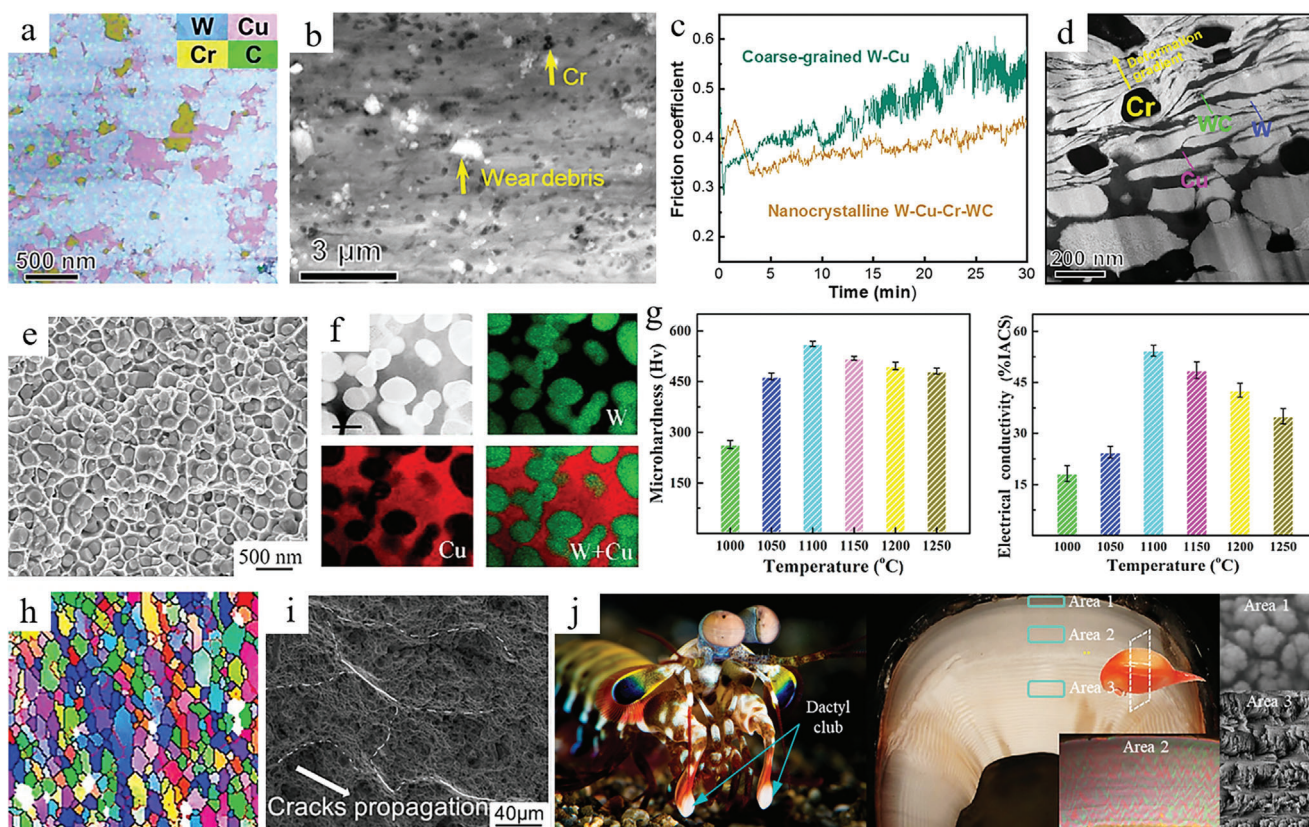 a
W
Cu
Cr
C
500 nm
b
Cr
Wear debris
3 μm
c
Friction coefficient
0.6
0.5
0.4
0.3
0.2
Coarse-grained W-Cu
Nanocrystalline W-Cu-Cr-WC
0
5
10
15
20
25
30
Time (min)
d
Deformation
gradient
Cr
WC
W
Cu
200 nm
e
500 nm
f
W
Cu
W+Cu
g
Microhardness (Hv)
600
450
300
150
1000
1050
1100
1150
1200
1250
Temperature (°C)
Electrical conductivity (%IACS)
60
45
30
15
1000
1050
1100
1150
1200
1250
Temperature (°C)
h
i
Cracks propagation
40μm
j
Dactyl
club
Area 1
Area 2
Area 3
Area 2
Area 1
Area 3